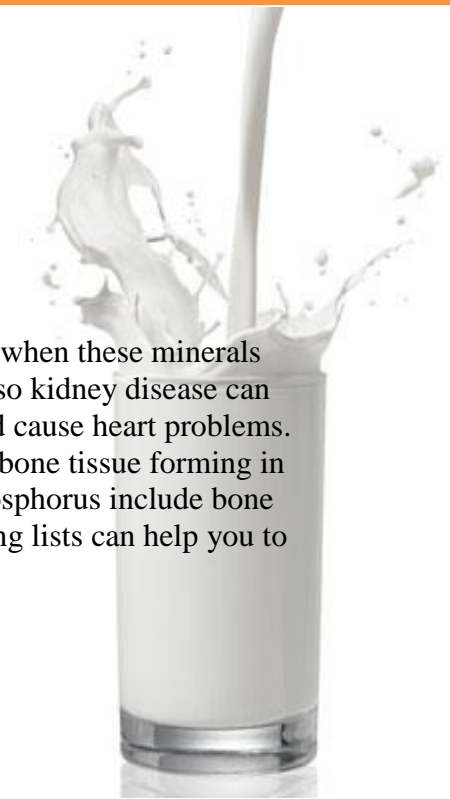 when these minerals
so kidney disease can
d cause heart problems.
bone tissue forming in
sphorus include bone
ng lists can help you to